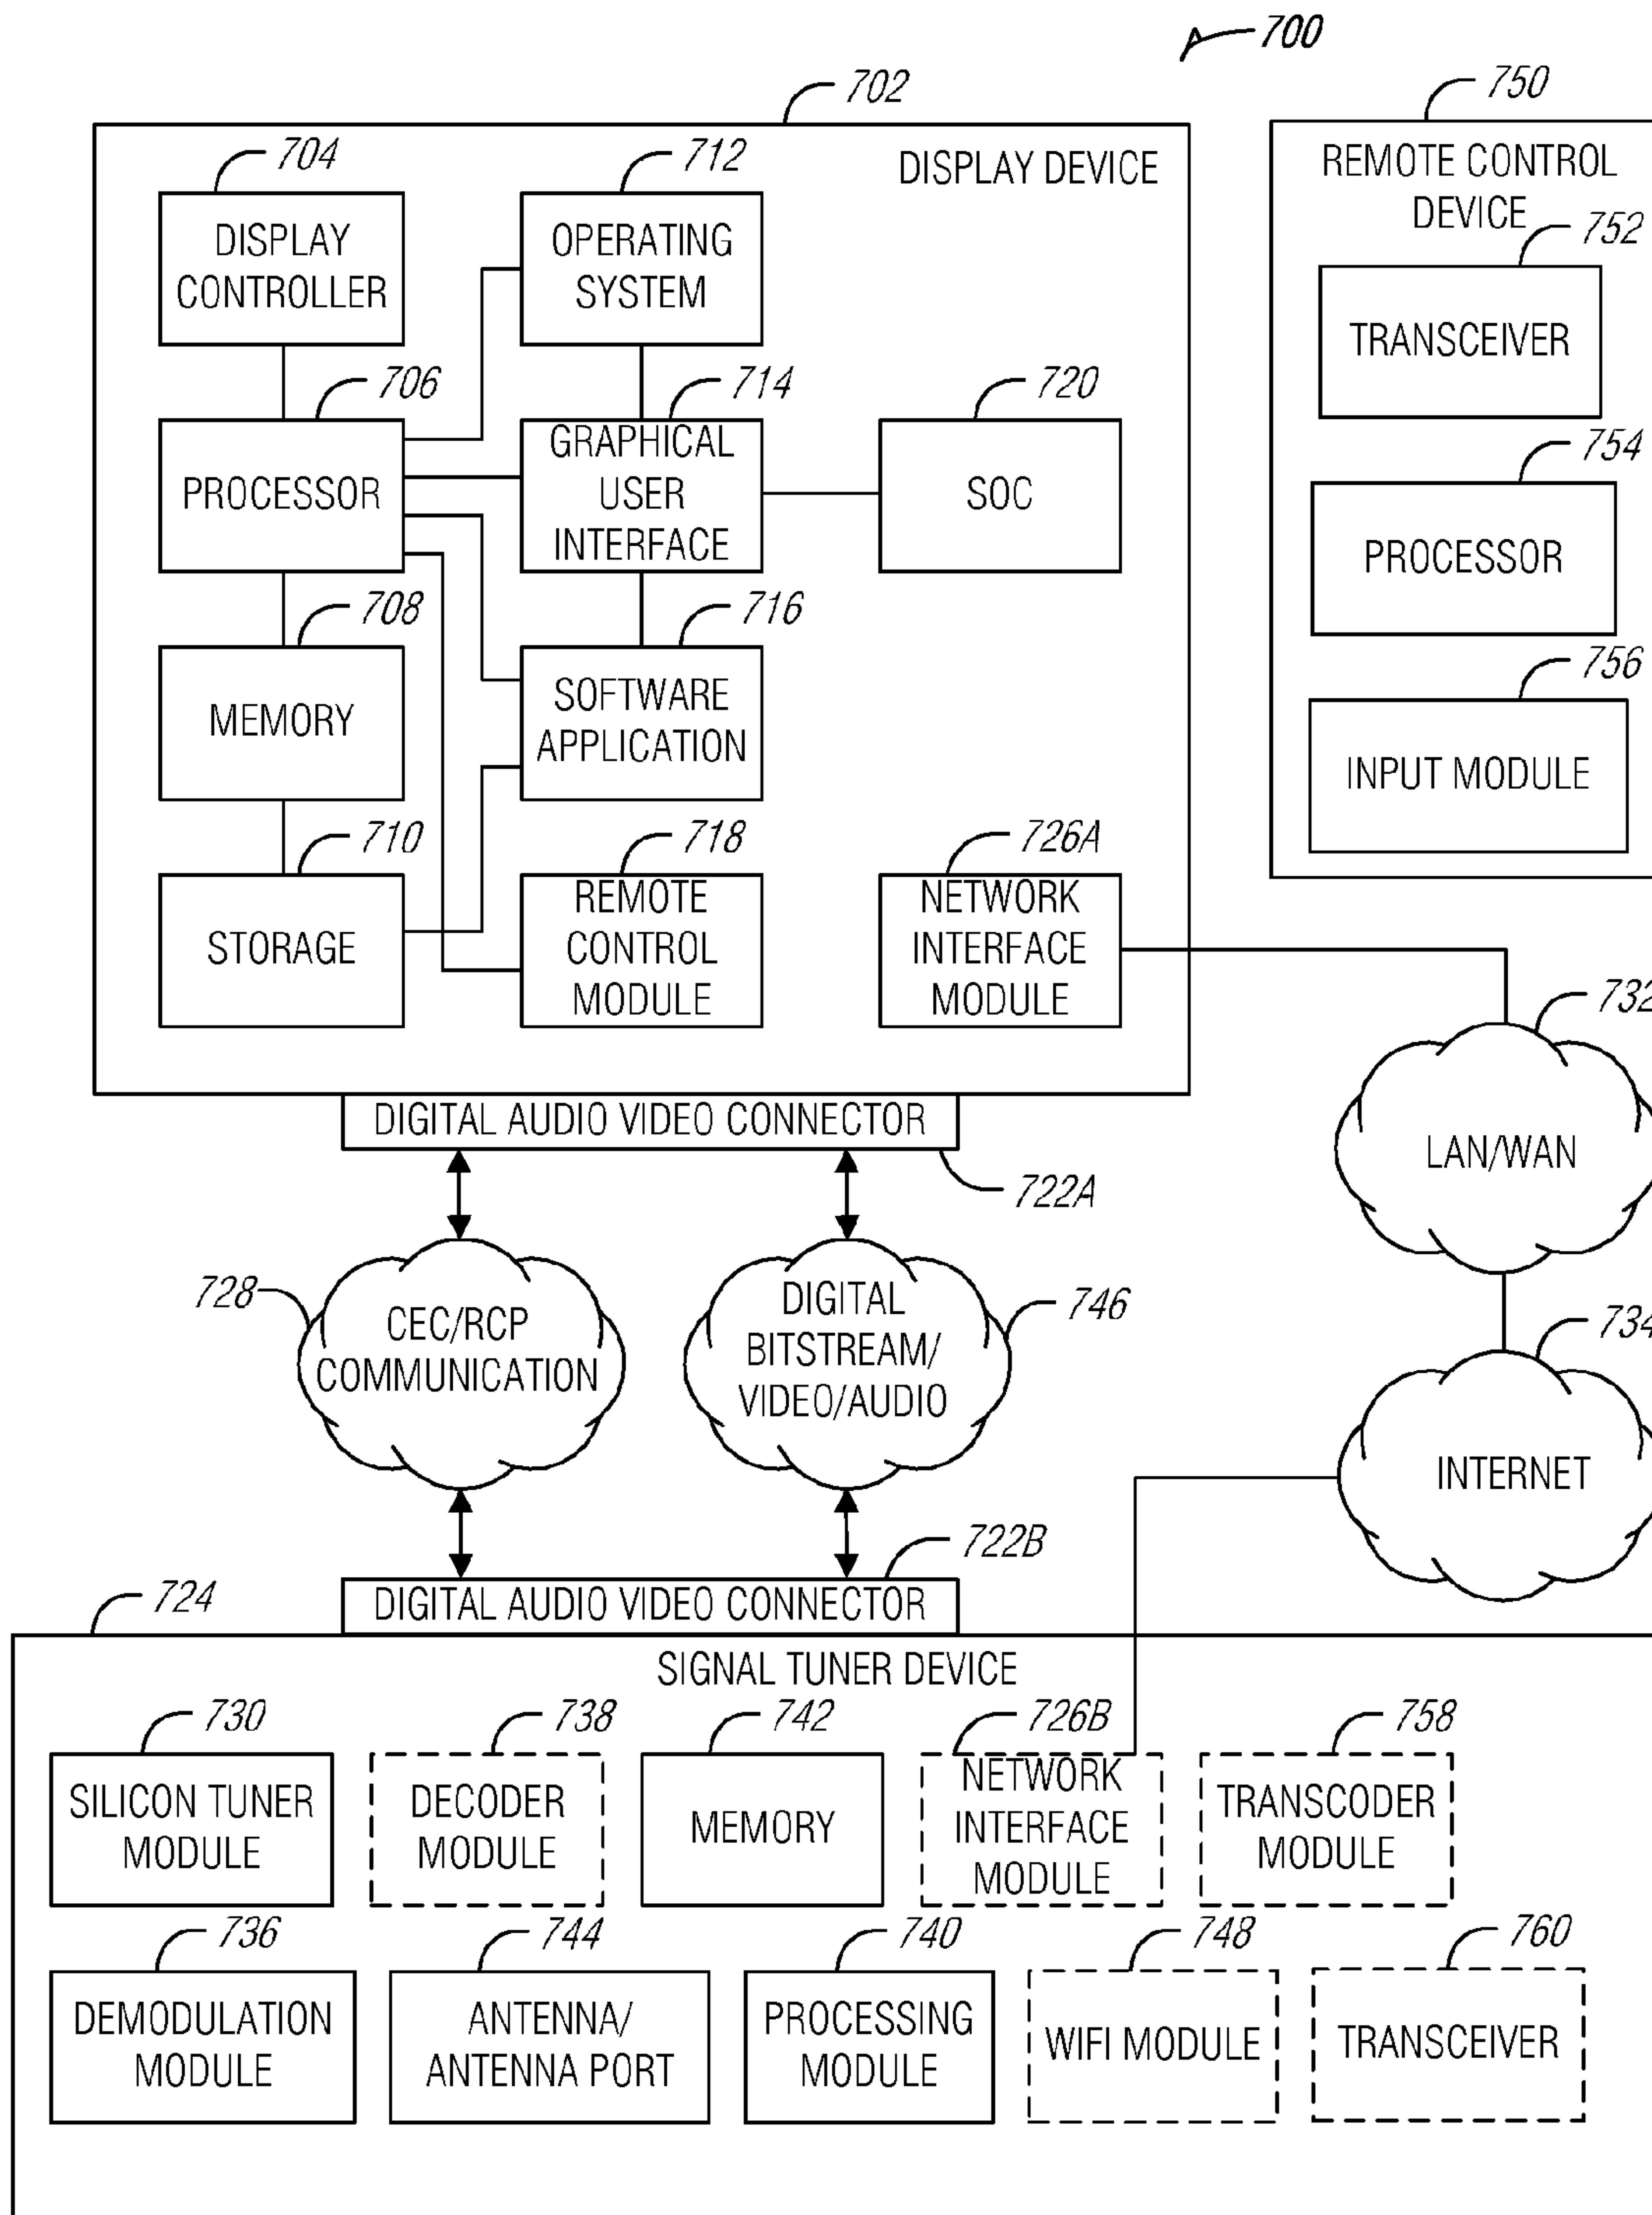 700
702
DISPLAY DEVICE
704
DISPLAY
CONTROLLER
712
OPERATING
SYSTEM
706
PROCESSOR
714
GRAPHICAL
USER
INTERFACE
720
SOC
708
MEMORY
716
SOFTWARE
APPLICATION
710
STORAGE
718
REMOTE
CONTROL
MODULE
726A
NETWORK
INTERFACE
MODULE
750
REMOTE CONTROL
DEVICE
752
TRANSCEIVER
754
PROCESSOR
756
INPUT MODULE
DIGITAL AUDIO VIDEO CONNECTOR
722A
732
LAN/WAN
728
CEC/RCP
COMMUNICATION
746
DIGITAL
BITSTREAM/
VIDEO/AUDIO
734
INTERNET
722B
DIGITAL AUDIO VIDEO CONNECTOR
724
SIGNAL TUNER DEVICE
730
SILICON TUNER
MODULE
738
DECODER
MODULE
742
MEMORY
726B
NETWORK
INTERFACE
MODULE
758
TRANSCODER
MODULE
736
DEMODULATION
MODULE
744
ANTENNA/
ANTENNA PORT
740
PROCESSING
MODULE
748
WIFI MODULE
760
TRANSCEIVER